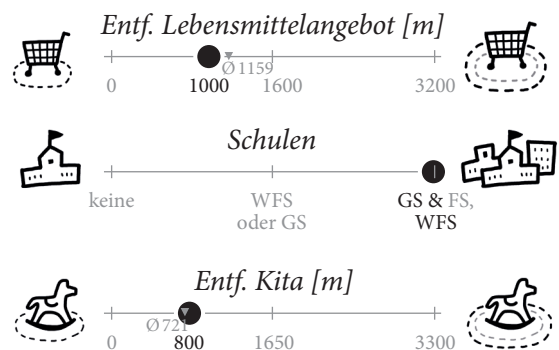 Entf. Lebensmittelangebot [m]
Ø 1159
0 1000 1600 3200
Schulen
keine WFS GS & FS,
oder GS WFS
Entf. Kita [m]
Ø 721
0 800 1650 3300